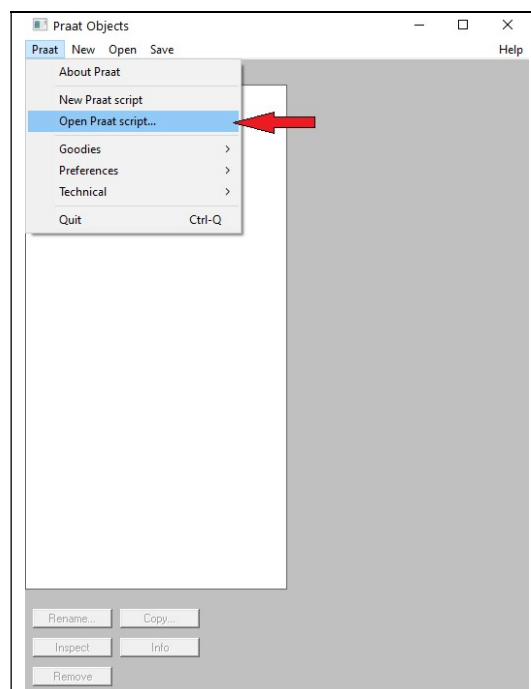 Praat Objects
Praat New Open Save Help
About Praat
New Praat script
Open Praat script...
Goodies >
Preferences >
Technical >
Quit Ctrl-Q
Rename... Copy...
Inspect Info
Remove